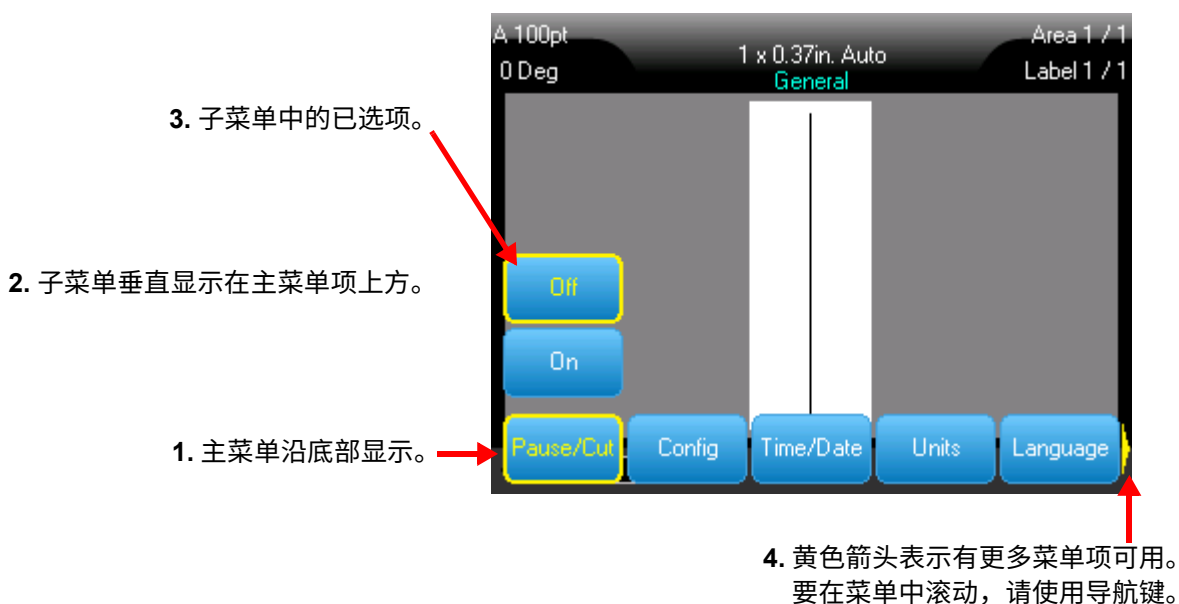 A 100pt
0 Deg
1 x 0.37in. Auto
General
Area 1 / 1
Label 1 / 1
3. 子菜单中的已选项。
2. 子菜单垂直显示在主菜单项上方。
Off
On
1. 主菜单沿底部显示。
Pause/Cut
Config
Time/Date
Units
Language
4. 黄色箭头表示有更多菜单项可用。
要在菜单中滚动，请使用导航键。